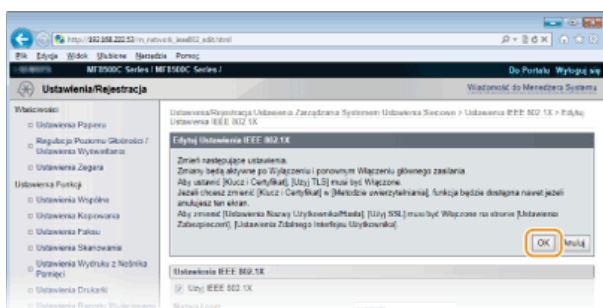 Plik Edycja Widok Ulubione Narzędzia Pomoc
MF8500C Series / MF8500C Series /
Do Portalu Wyloguj się
Ustawienia/Rejestracja
Wiadomość do Menedżera Systemu
Właściwości
Ustawienia Papieru
Regulacja Poziomu Głośności /
Ustawienia Wyświetlania
Ustawienia Zegara
Ustawienia Funkcji
Ustawienia Wspólne
Ustawienia Kopiowania
Ustawienia Faksu
Ustawienia Skanowania
Ustawienia Wydruku z Nośnika
Pamięci
Ustawienia Drukarki
Ustawienia/Rejestracja Ustawienia Zarządzania Systemem Ustawienia Sieciowe > Ustawienia IEEE 802.1X > Edytuj
Ustawienia IEEE 802.1X
Edytuj Ustawienia IEEE 802.1X
Zmień następujące ustawienia.
Zmiany będą aktywne po Wyłączeniu i ponownym Włączeniu głównego zasilania
Aby ustawić [Klucz i Certyfikat], [Użyj TLS] musi być Włączone.
Jeżeli chcesz zmienić [Klucz i Certyfikat] w [Metodzie uwierzytelniania], funkcja będzie dostępna nawet jeżeli
anulujesz ten ekran.
Aby zmienić [Ustawienia Nazwy Użytkownika/Hasła], [Użyj SSL] musi być Włączone na stronie [Ustawienia
Zabezpieczeń], [Ustawienia Zdalnego Interfejsu Użytkownika].
OK Anuluj
Ustawienia IEEE 802.1X
Użyj IEEE 802.1X